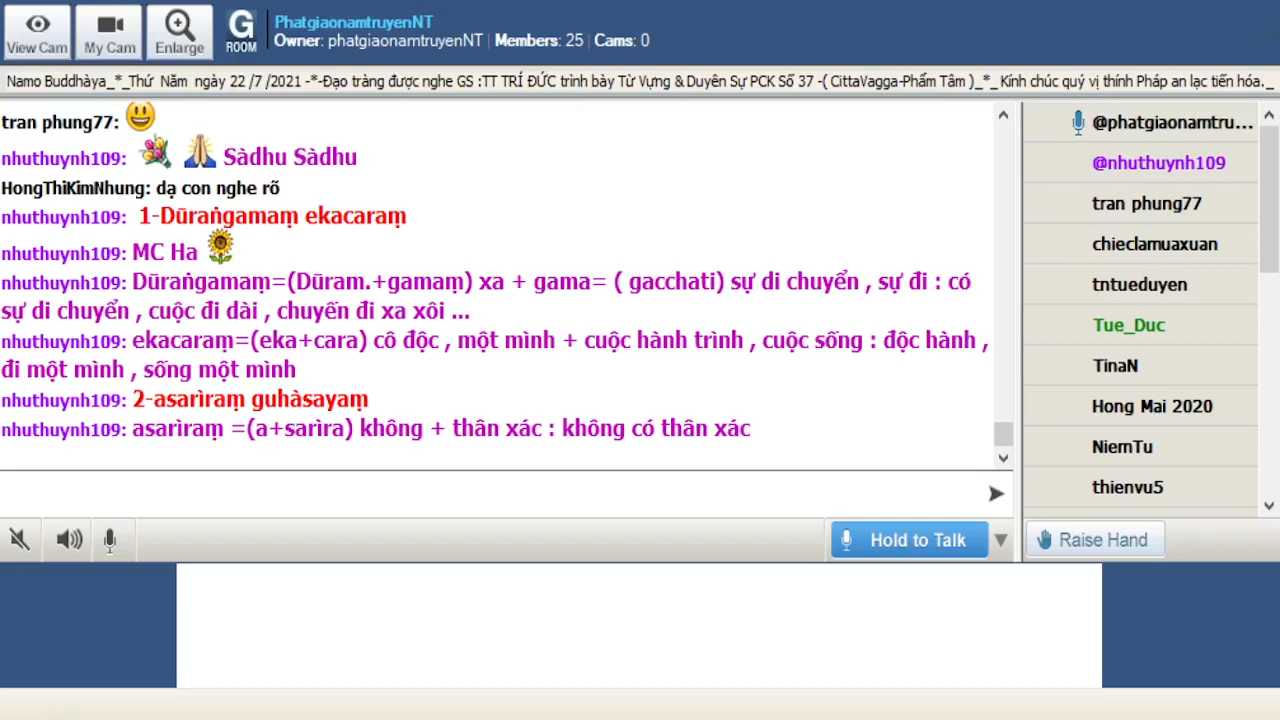 View Cam
My Cam
Enlarge
G
ROOM
PhatgiaonamtruyenNT
Owner: phatgiaonamtruyenNT | Members: 25 | Cams: 0
Namo Buddhàya_*_Thứ Năm ngày 22 /7 /2021 -*-Đạo tràng được nghe GS :TT TRÍ ĐỨC trình bày Từ Vựng & Duyên Sự PCK Số 37 -( CittaVagga-Phẩm Tâm )_*_ Kính chúc quý vị thính Pháp an lạc tiến hóa._
tran phung77:
nhuthuynh109: Sàdhu Sàdhu
HongThiKimNhung: dạ con nghe rõ
nhuthuynh109: 1-Dūraṅgamaṃ ekacaraṃ
nhuthuynh109: MC Ha
nhuthuynh109: Dūraṅgamaṃ=(Dūram.+gamaṃ) xa + gama= ( gacchati) sự di chuyển , sự đi : có
sự di chuyển , cuộc đi dài , chuyến đi xa xôi ...
nhuthuynh109: ekacaraṃ=(eka+cara) cô độc , một mình + cuộc hành trình , cuộc sống : độc hành ,
đi một mình , sống một mình
nhuthuynh109: 2-asarìraṃ guhàsayaṃ
nhuthuynh109: asarìraṃ =(a+sarìra) không + thân xác : không có thân xác
Hold to Talk
@phatgiaonamtru...
@nhuthuynh109
tran phung77
chieclamuaxuan
tntueduyen
Tue_Duc
TinaN
Hong Mai 2020
NiemTu
thienvu5
Raise Hand